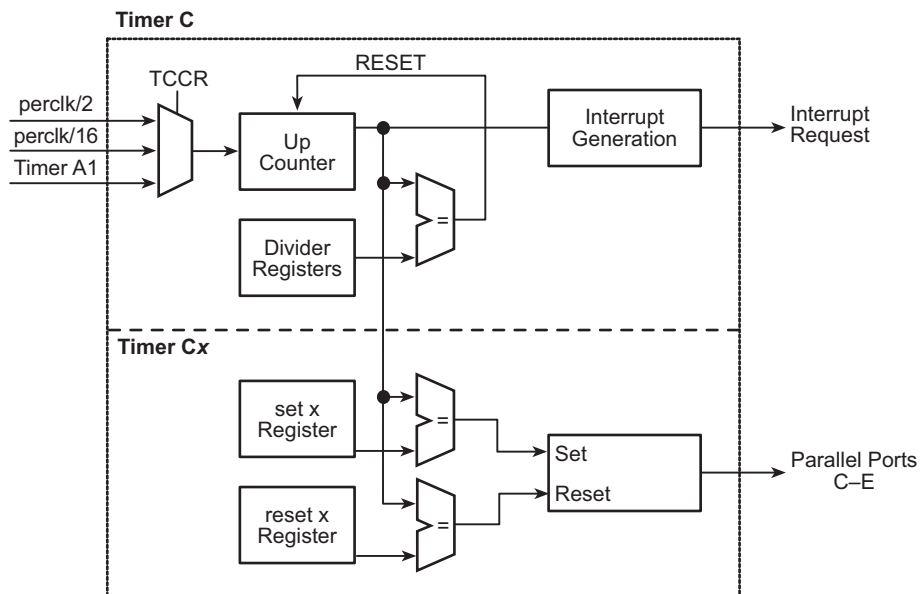 Timer C
RESET
TCCR
perclk/2
perclk/16
Timer A1
Up
Counter
Interrupt
Generation
Interrupt
Request
=
Divider
Registers
Timer Cx
set x
Register
=
Set
Reset
Parallel Ports
C–E
reset x
Register
=